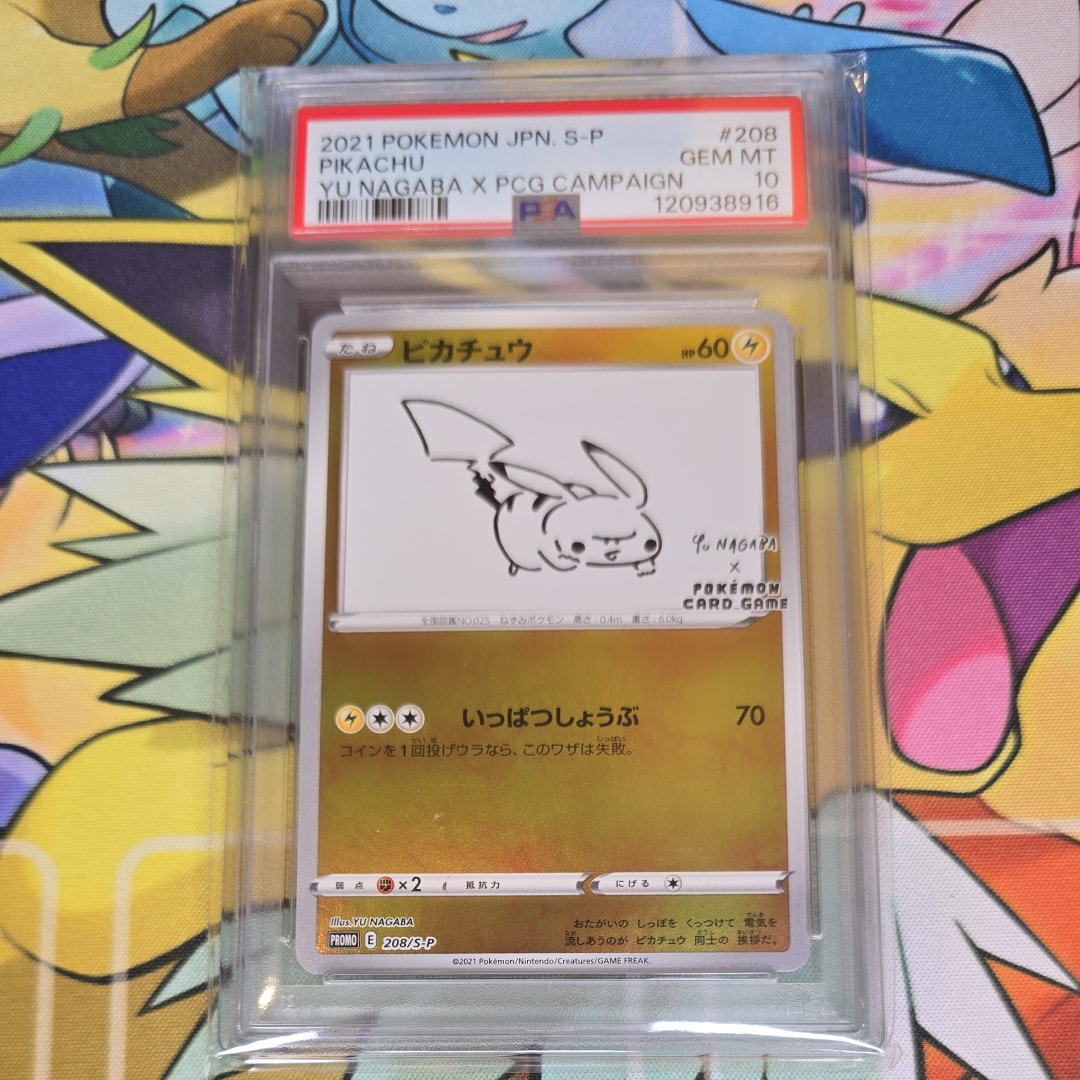 2021 POKEMON JPN. S-P #208
PIKACHU GEM MT
YU NAGABA X PCG CAMPAIGN 10
120938916
PSA
たね ピカチュウ HP60
YU NAGABA
×
POKÉMON
CARD GAME
全国図鑑NO.025 ねずみポケモン 高さ:0.4m 重さ:6.0kg
いっぱつしょうぶ 70
コインを1回投げウラなら、このワザは失敗。
弱点 ×2 抵抗力 にげる
Illus. YU NAGABA
PROMO E 208/S-P
おたがいの しっぽを くっつけて 電気を
流しあうのが ピカチュウ 同士の 挨拶だ。
©2021 Pokémon/Nintendo/Creatures/GAME FREAK.